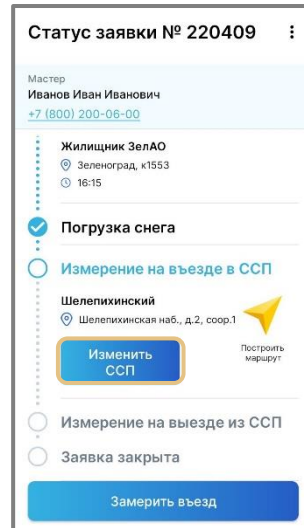 Статус заявки № 220409
Мастер
Иванов Иван Иванович
+7 (800) 200-06-00
Жилищник ЗелАО
Зеленоград, к1553
16:15
Погрузка снега
Измерение на въезде в ССП
Шелепихинский
Шелепихинская наб., д.2, соор.1
Построить
маршрут
Изменить
ССП
Измерение на выезде из ССП
Заявка закрыта
Замерить въезд